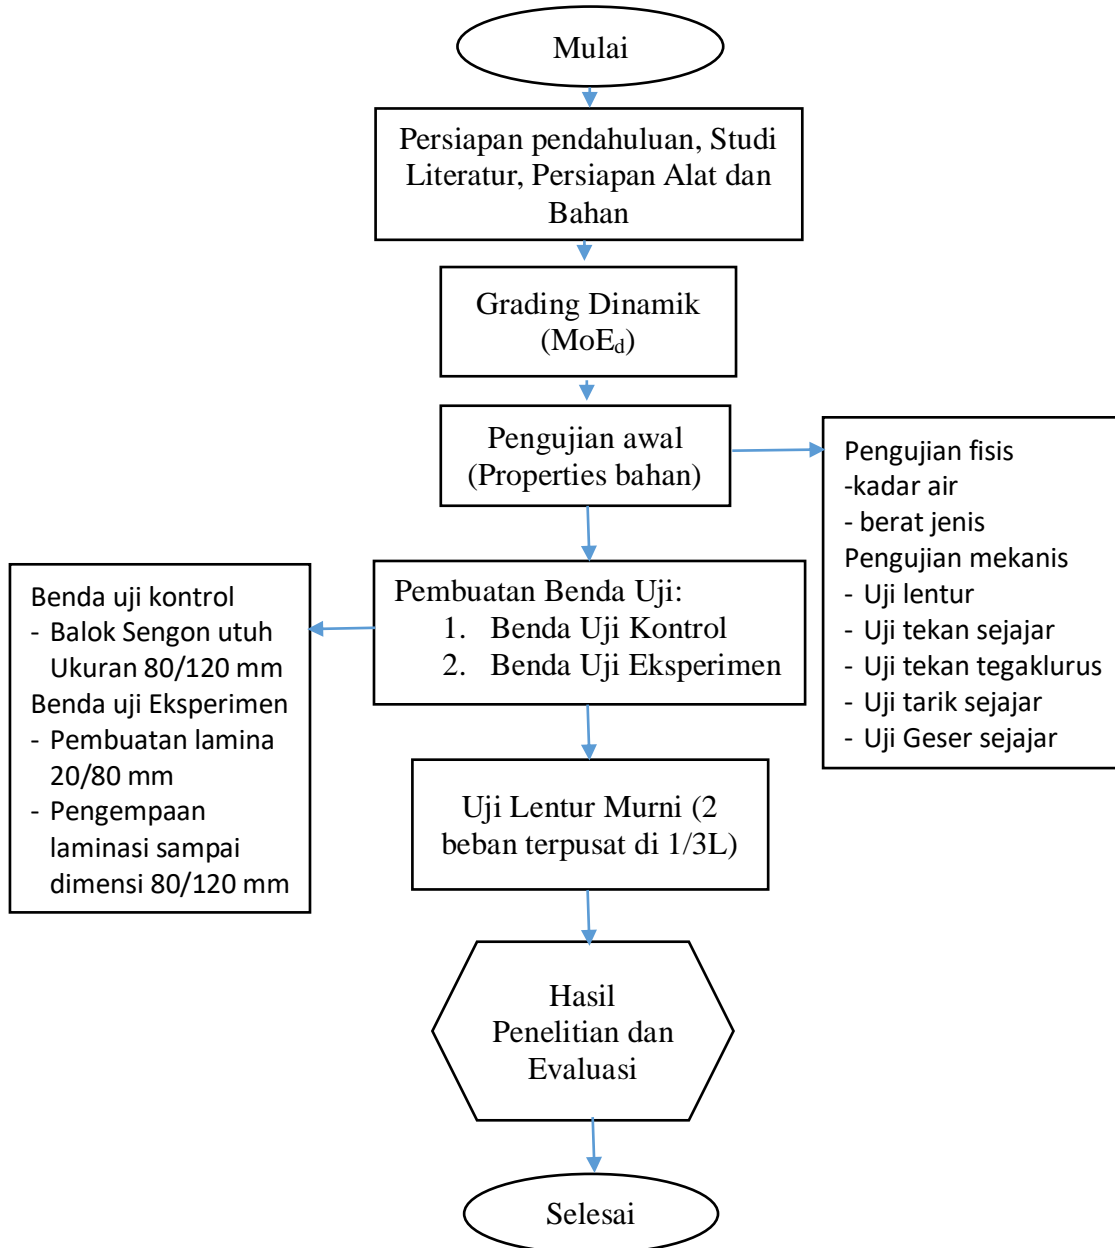 Mulai
Persiapan pendahuluan, Studi
Literatur, Persiapan Alat dan
Bahan
Grading Dinamik
(MoEd)
Pengujian awal
(Properties bahan)
Pengujian fisis
-kadar air
- berat jenis
Pengujian mekanis
- Uji lentur
- Uji tekan sejajar
- Uji tekan tegaklurus
- Uji tarik sejajar
- Uji Geser sejajar
Pembuatan Benda Uji:
1. Benda Uji Kontrol
2. Benda Uji Eksperimen
Benda uji kontrol
- Balok Sengon utuh
Ukuran 80/120 mm
Benda uji Eksperimen
- Pembuatan lamina
20/80 mm
- Pengempaan
laminasi sampai
dimensi 80/120 mm
Uji Lentur Murni (2
beban terpusat di 1/3L)
Hasil
Penelitian dan
Evaluasi
Selesai